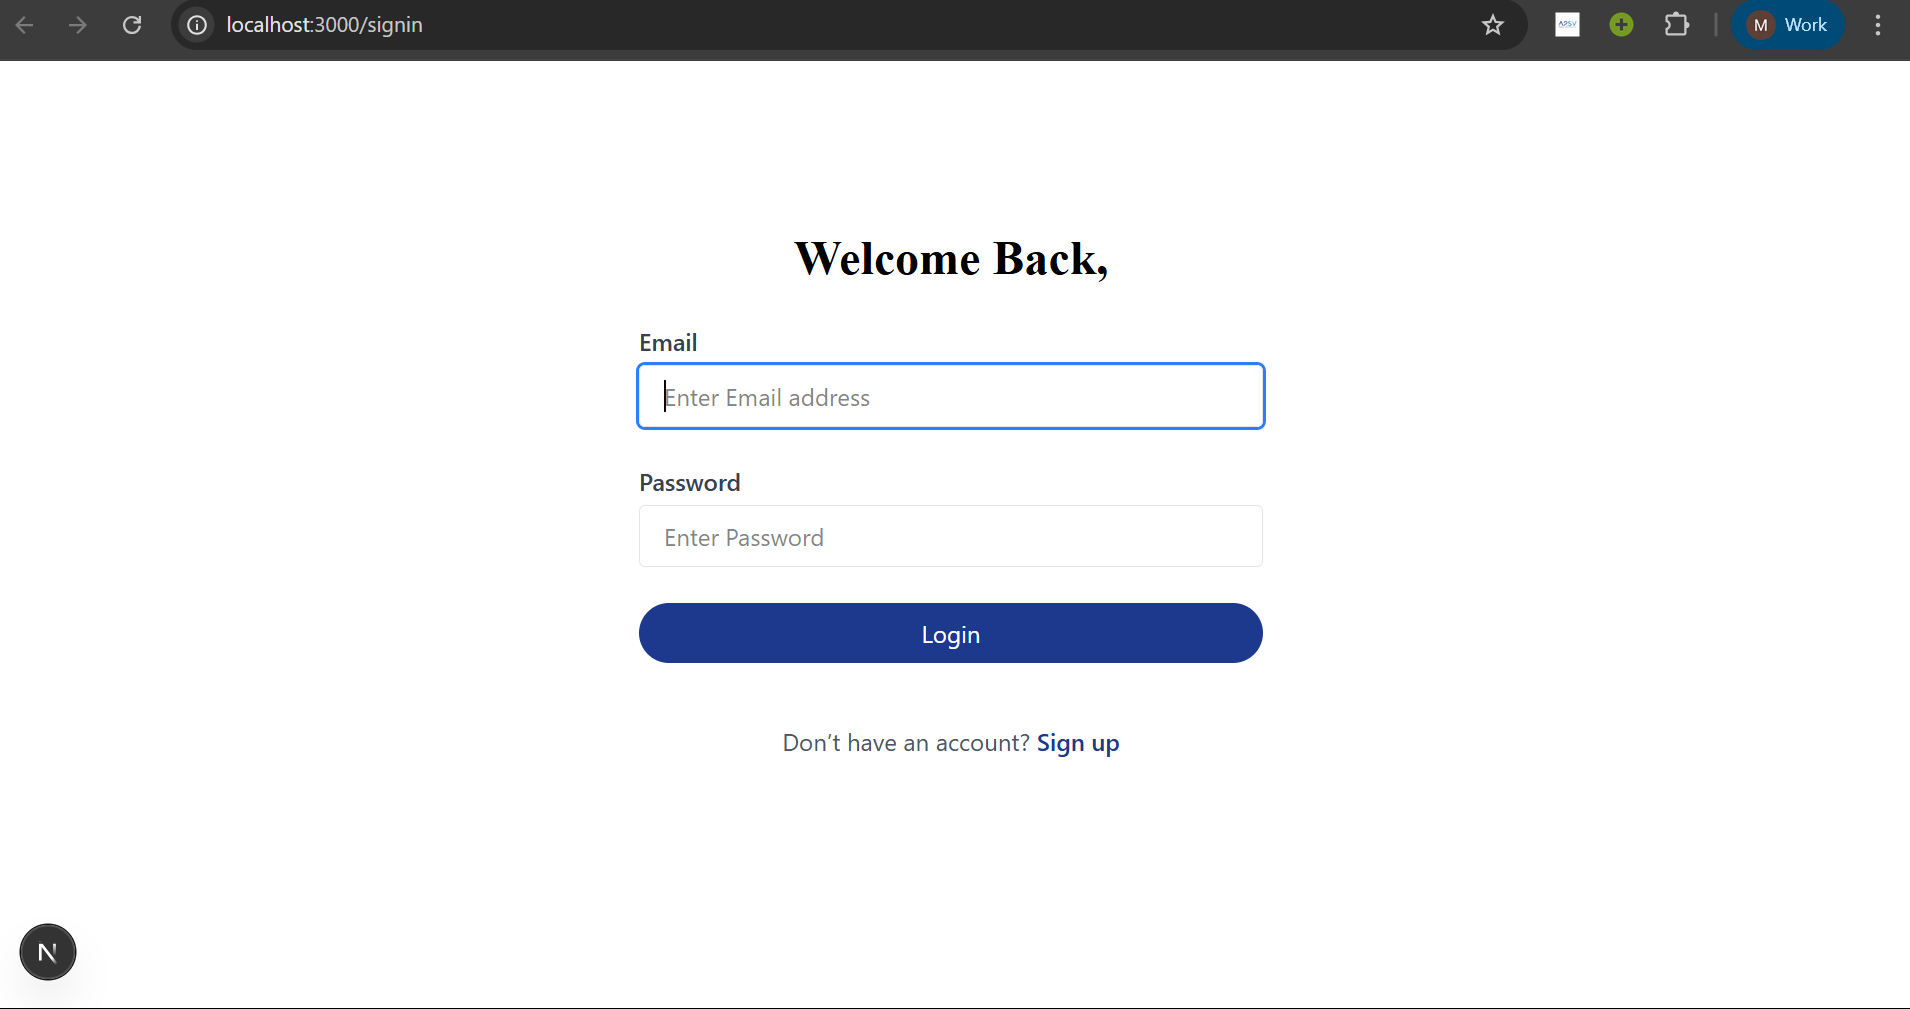 localhost:3000/signin
APSV
M Work
Welcome Back,
Email
Enter Email address
Password
Enter Password
Login
Don’t have an account? Sign up
N